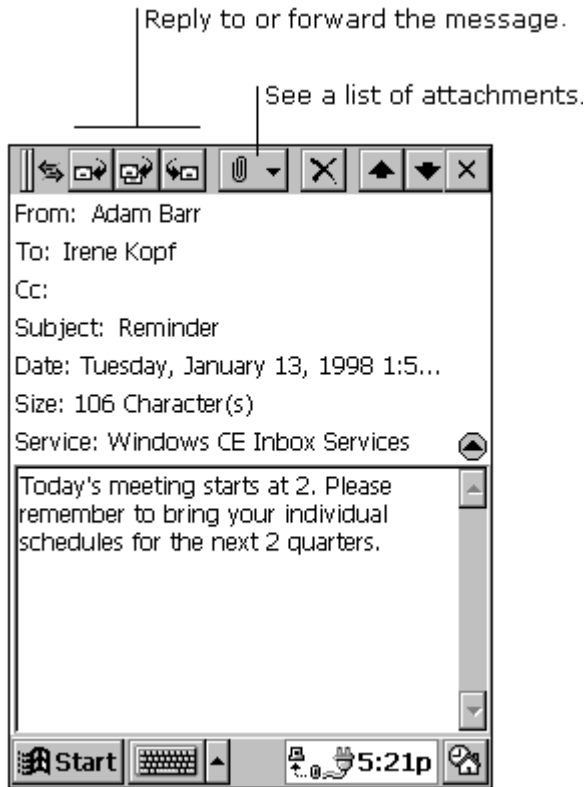 Reply to or forward the message.
See a list of attachments.
From: Adam Barr
To: Irene Kopf
Cc:
Subject: Reminder
Date: Tuesday, January 13, 1998 1:5...
Size: 106 Character(s)
Service: Windows CE Inbox Services
Today's meeting starts at 2. Please
remember to bring your individual
schedules for the next 2 quarters.
Start 5:21p